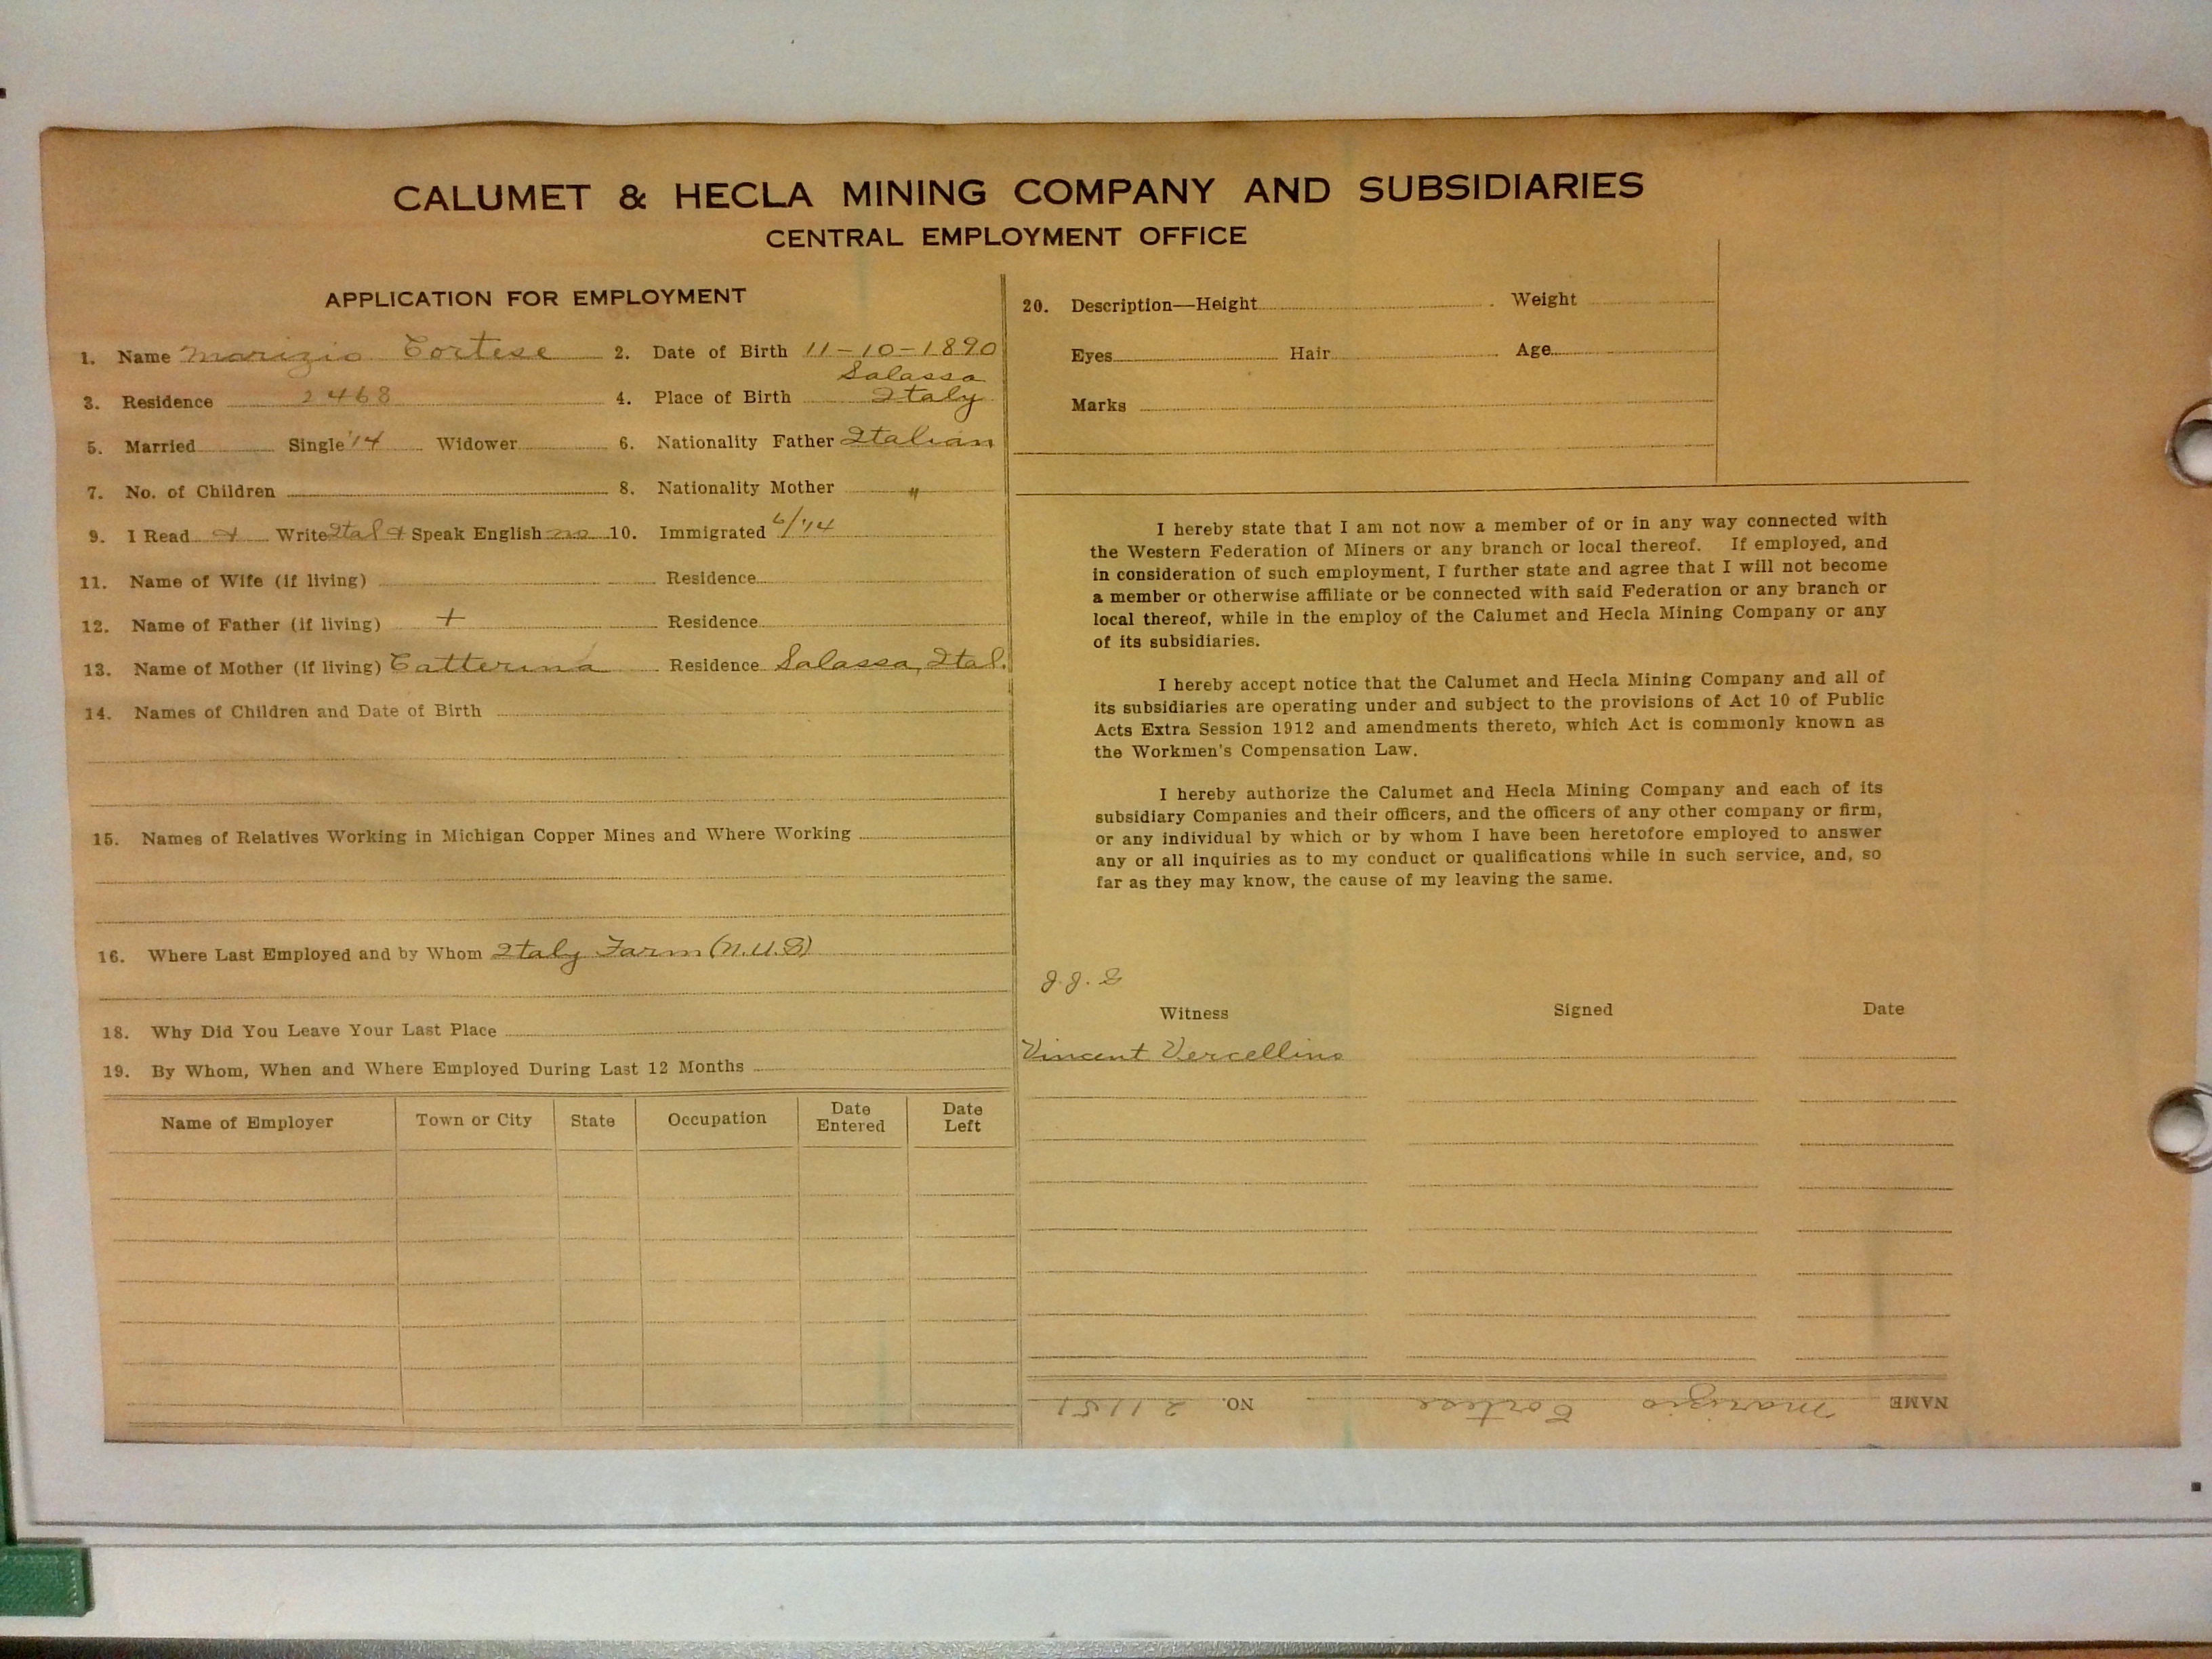 CALUMET & HECLA MINING COMPANY AND SUBSIDIARIES
CENTRAL EMPLOYMENT OFFICE
APPLICATION FOR EMPLOYMENT
1. Name Marizio Cortese 2. Date of Birth 11-10-1890
Salassa
3. Residence 2468 4. Place of Birth Italy
5. Married Single '14 Widower 6. Nationality Father Italian
7. No. of Children 8. Nationality Mother "
9. I Read & Write Ital & Speak English no 10. Immigrated 6/'14
11. Name of Wife (if living) Residence
12. Name of Father (if living) + Residence
13. Name of Mother (if living) Catterina Residence Salassa, Ital.
14. Names of Children and Date of Birth
15. Names of Relatives Working in Michigan Copper Mines and Where Working
16. Where Last Employed and by Whom Italy Farm (N.U.S)
18. Why Did You Leave Your Last Place
19. By Whom, When and Where Employed During Last 12 Months
Name of Employer Town or City State Occupation Date Entered Date Left
20. Description—Height Weight
Eyes Hair Age
Marks
I hereby state that I am not now a member of or in any way connected with
the Western Federation of Miners or any branch or local thereof. If employed, and
in consideration of such employment, I further state and agree that I will not become
a member or otherwise affiliate or be connected with said Federation or any branch or
local thereof, while in the employ of the Calumet and Hecla Mining Company or any
of its subsidiaries.
I hereby accept notice that the Calumet and Hecla Mining Company and all of
its subsidiaries are operating under and subject to the provisions of Act 10 of Public
Acts Extra Session 1912 and amendments thereto, which Act is commonly known as
the Workmen's Compensation Law.
I hereby authorize the Calumet and Hecla Mining Company and each of its
subsidiary Companies and their officers, and the officers of any other company or firm,
or any individual by which or by whom I have been heretofore employed to answer
any or all inquiries as to my conduct or qualifications while in such service, and, so
far as they may know, the cause of my leaving the same.
J.J.S
Witness Signed Date
Vincent Vercellino
NAME Marizio Cortese NO. 21151